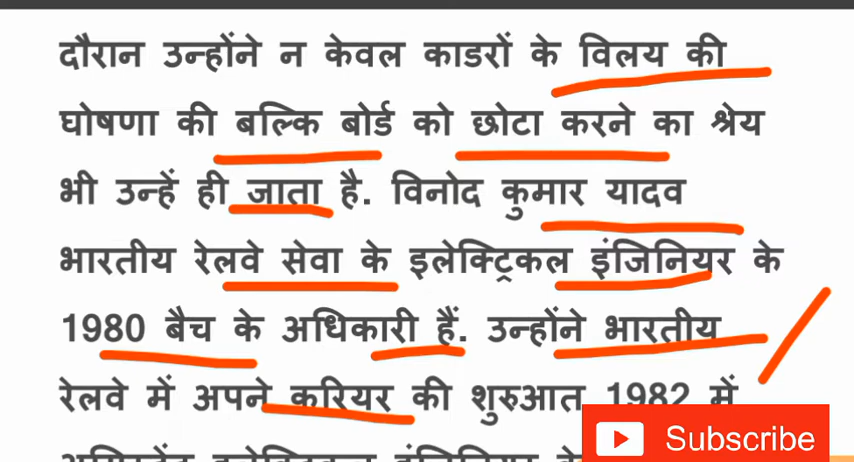 दौरान उन्होंने न केवल काडरों के विलय की
घोषणा की बल्कि बोर्ड को छोटा करने का श्रेय
भी उन्हें ही जाता है. विनोद कुमार यादव
भारतीय रेलवे सेवा के इलेक्ट्रिकल इंजिनियर के
1980 बैच के अधिकारी हैं. उन्होंने भारतीय
रेलवे में अपने करियर की शुरुआत 1982 में
Subscribe